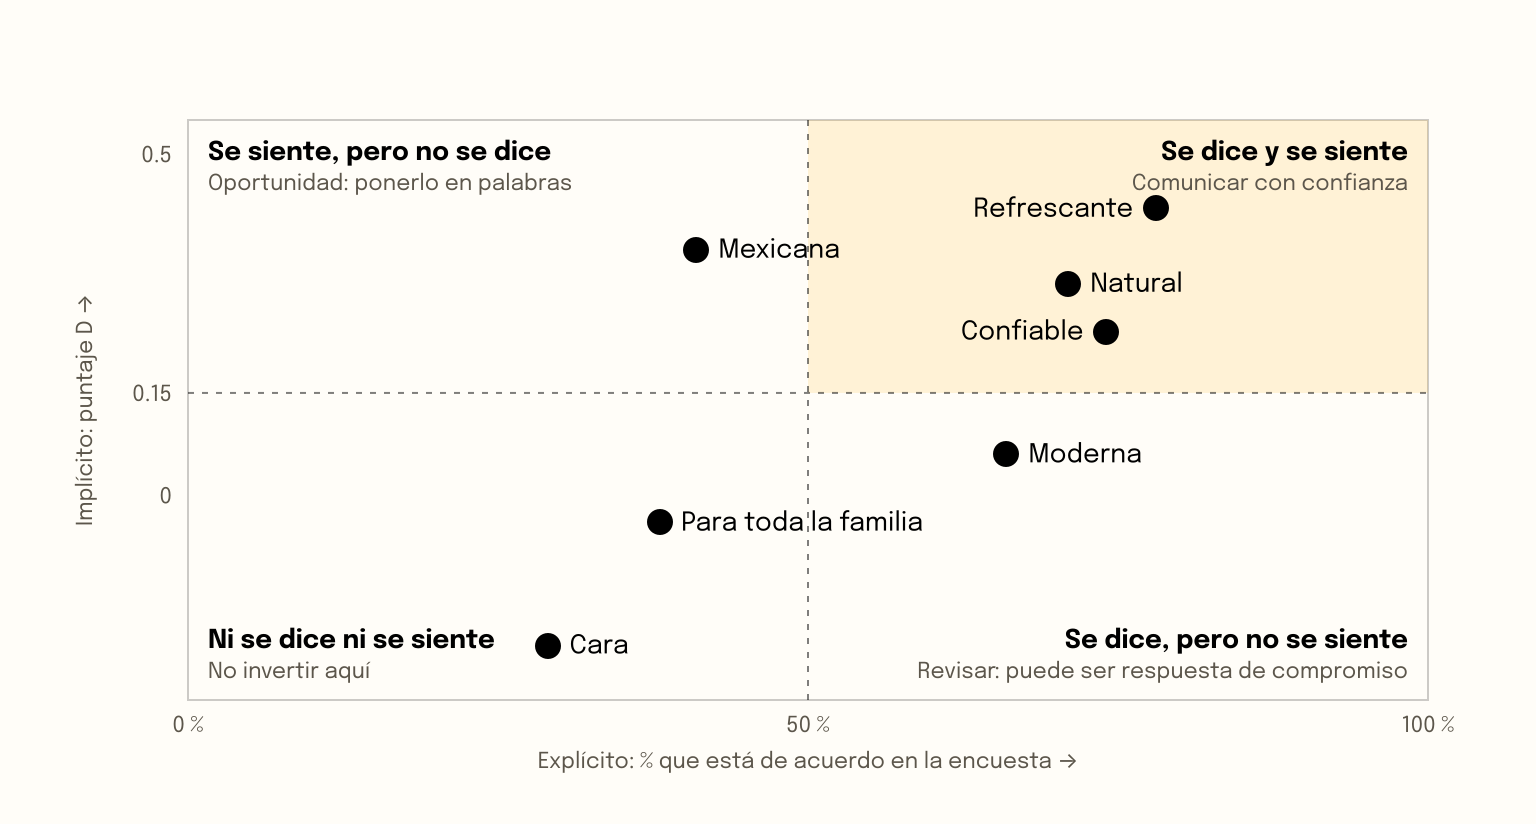 Se siente, pero no se dice
Oportunidad: ponerlo en palabras
Se dice y se siente
Comunicar con confianza
0.5
Refrescante
Mexicana
Natural
Confiable
0.15
Moderna
0
Para toda la familia
Implícito: puntaje D →
Ni se dice ni se siente
No invertir aquí
Cara
Se dice, pero no se siente
Revisar: puede ser respuesta de compromiso
0 %
50 %
100 %
Explícito: % que está de acuerdo en la encuesta →